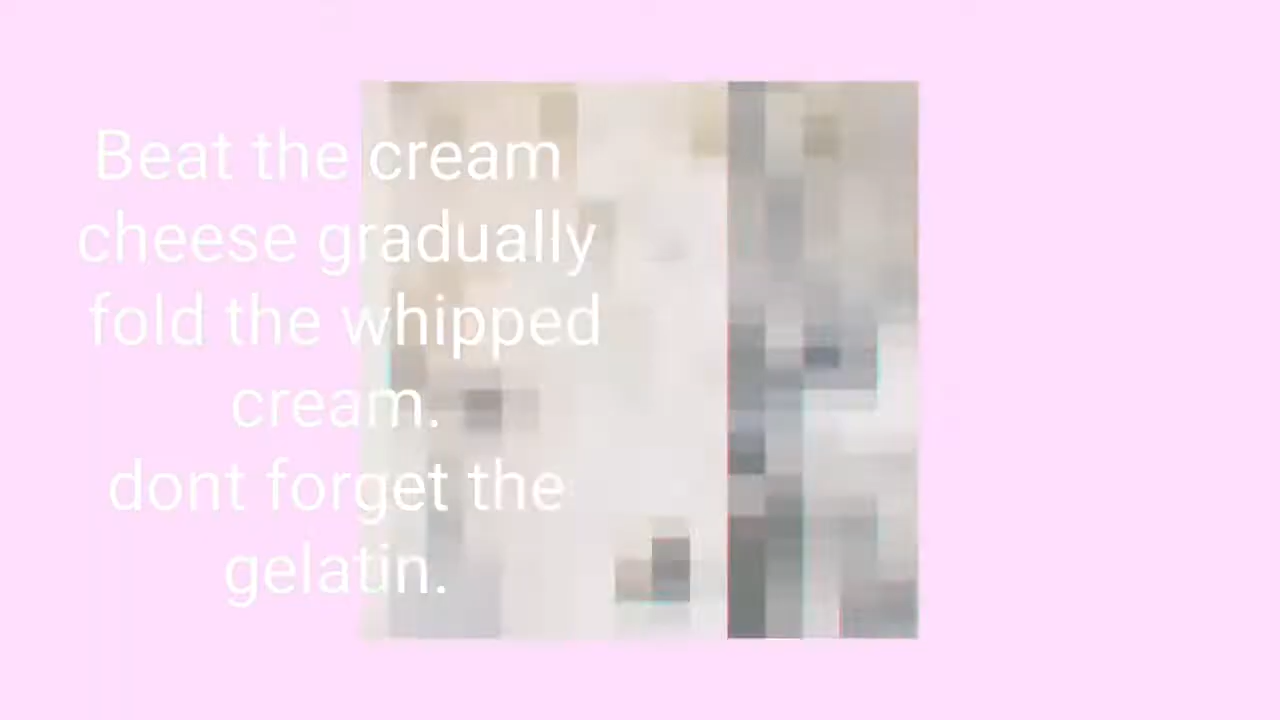 Beat the cream
cheese gradually
fold the whipped
cream.
dont forget the
gelatin.